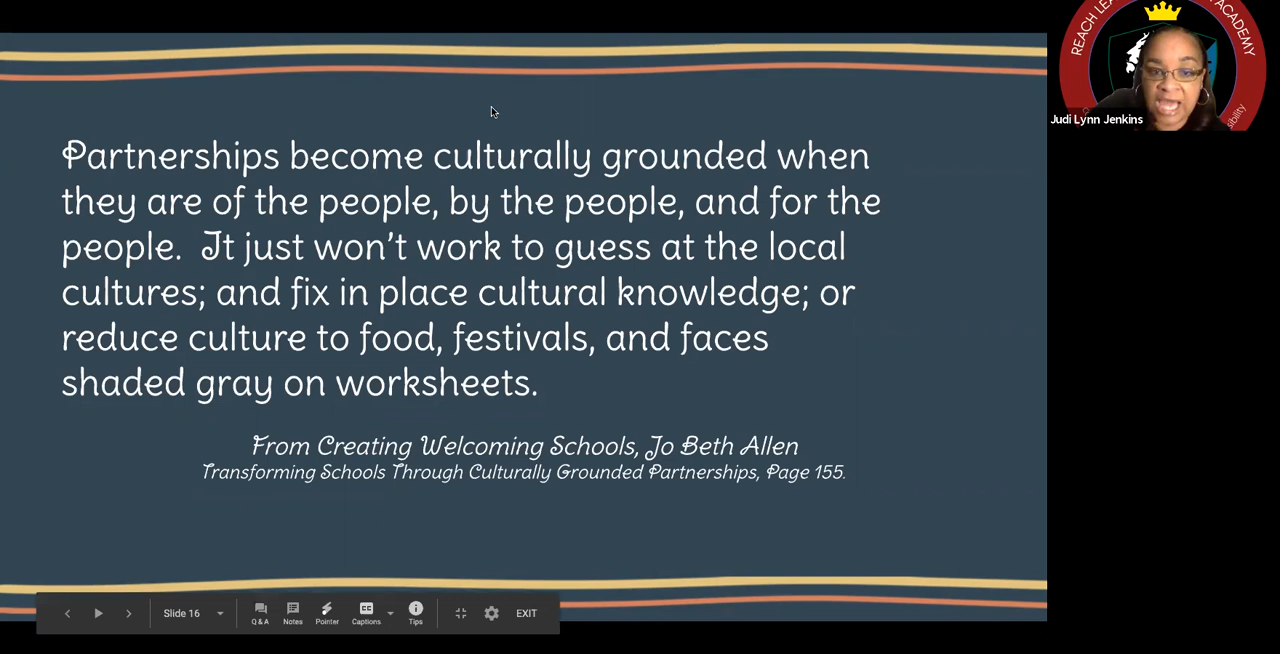 Partnerships become culturally grounded when
they are of the people, by the people, and for the
people.  It just won't work to guess at the local
cultures; and fix in place cultural knowledge; or
reduce culture to food, festivals, and faces
shaded gray on worksheets.
From Creating Welcoming Schools, Jo Beth Allen
Transforming Schools Through Culturally Grounded Partnerships, Page 155.
Slide 16
Q & A
Notes
Pointer
CC
Captions
Tips
EXIT
REACH
ACADEMY
Judi Lynn Jenkins